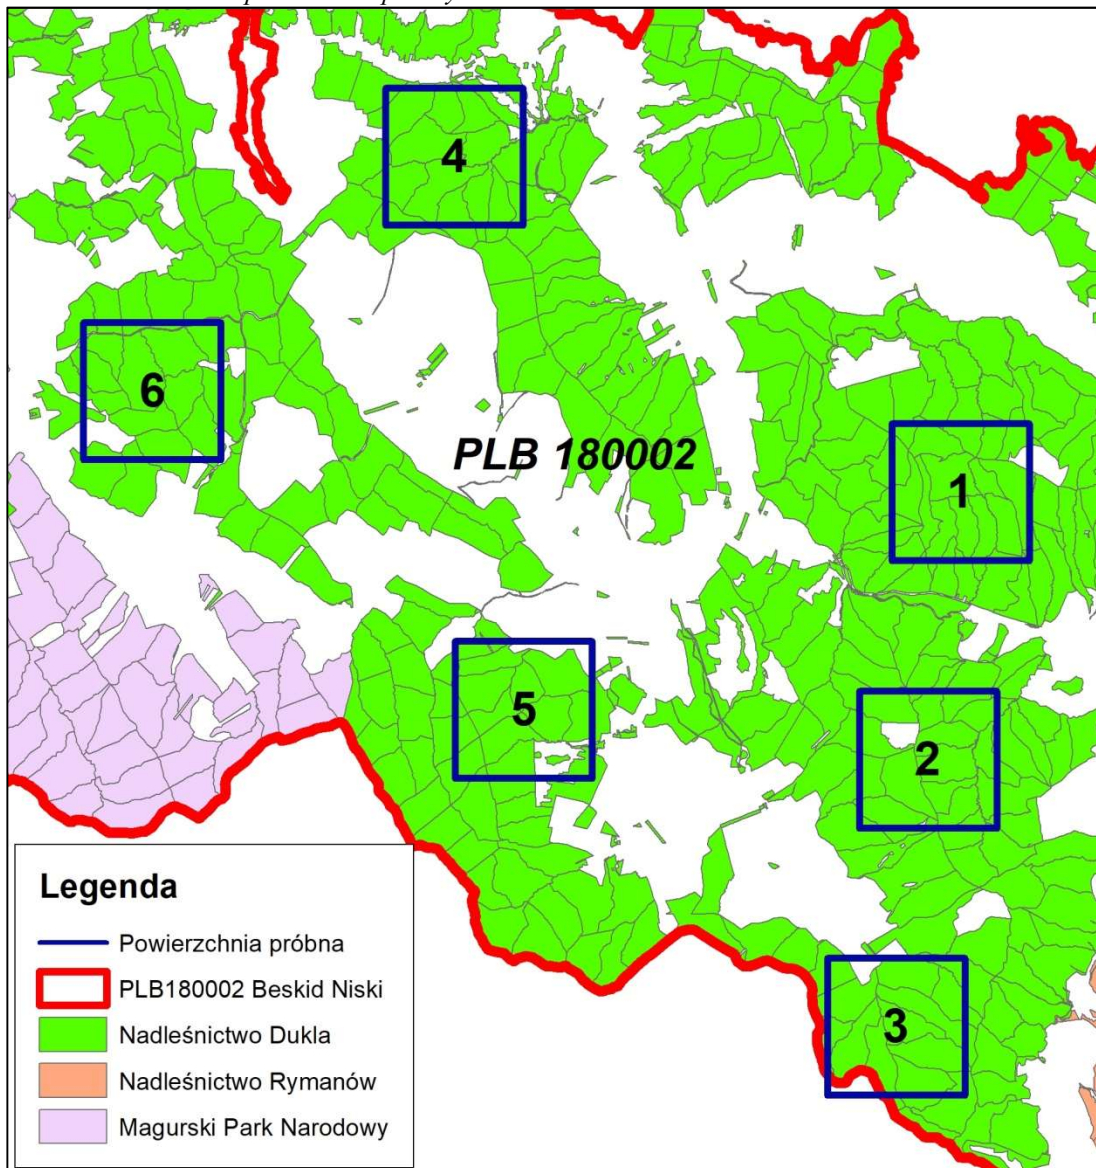 4
6
PLB 180002
1
5
2
3
Legenda
Powierzchnia próbna
PLB180002 Beskid Niski
Nadleśnictwo Dukla
Nadleśnictwo Rymanów
Magurski Park Narodowy